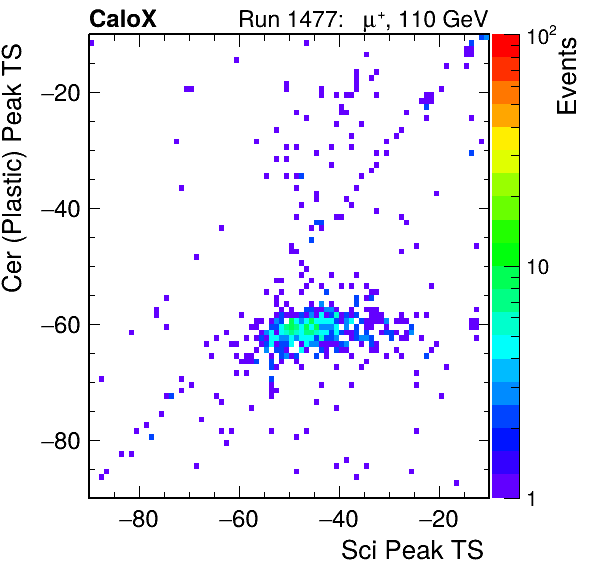 CaloX Run 1477: μ⁺, 110 GeV
Cer (Plastic) Peak TS
−20
−40
−60
−80
−80 −60 −40 −20
Sci Peak TS
10²
10
1
Events